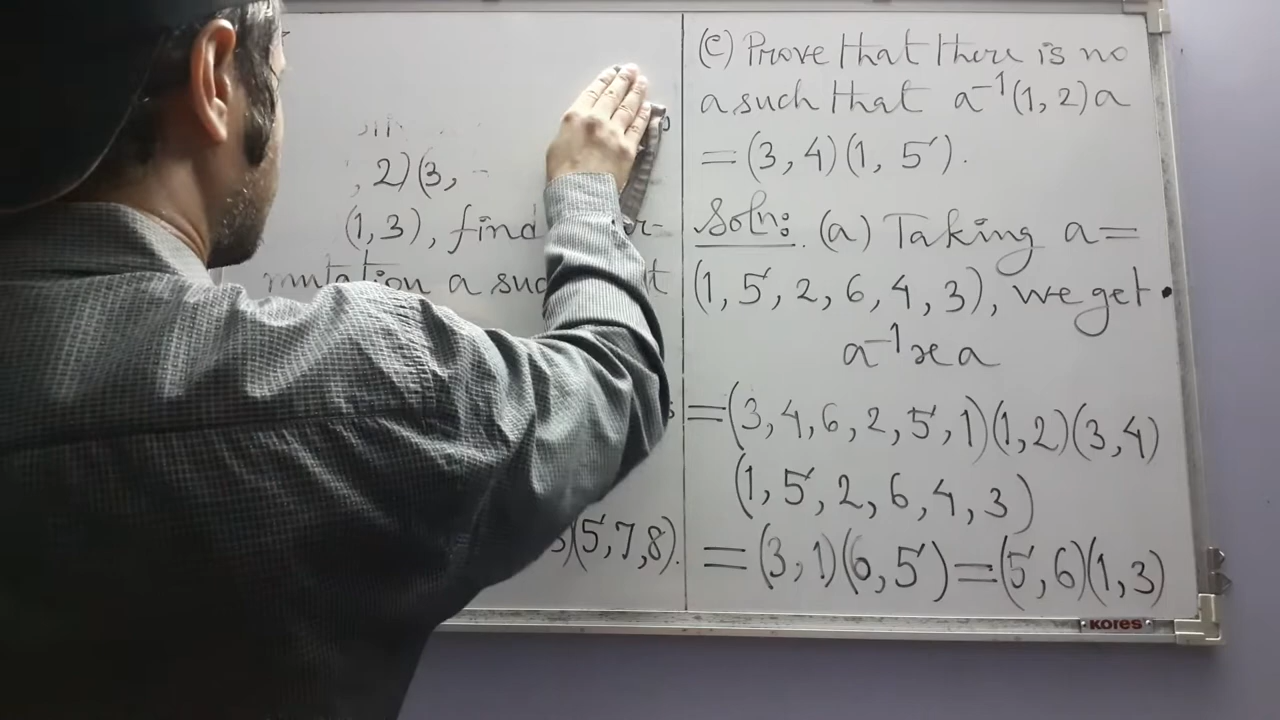 , 2)(3,
(1,3), find
mutation a suc
)(5,7,8).
(c) Prove that there is no
a such that a⁻¹(1, 2)a
= (3, 4)(1, 5).
Soln: (a) Taking a=
(1, 5, 2, 6, 4, 3), we get
a⁻¹xa
=(3, 4, 6, 2, 5, 1)(1,2)(3,4)
(1, 5, 2, 6, 4, 3)
= (3, 1)(6, 5) = (5, 6)(1, 3)
KORES